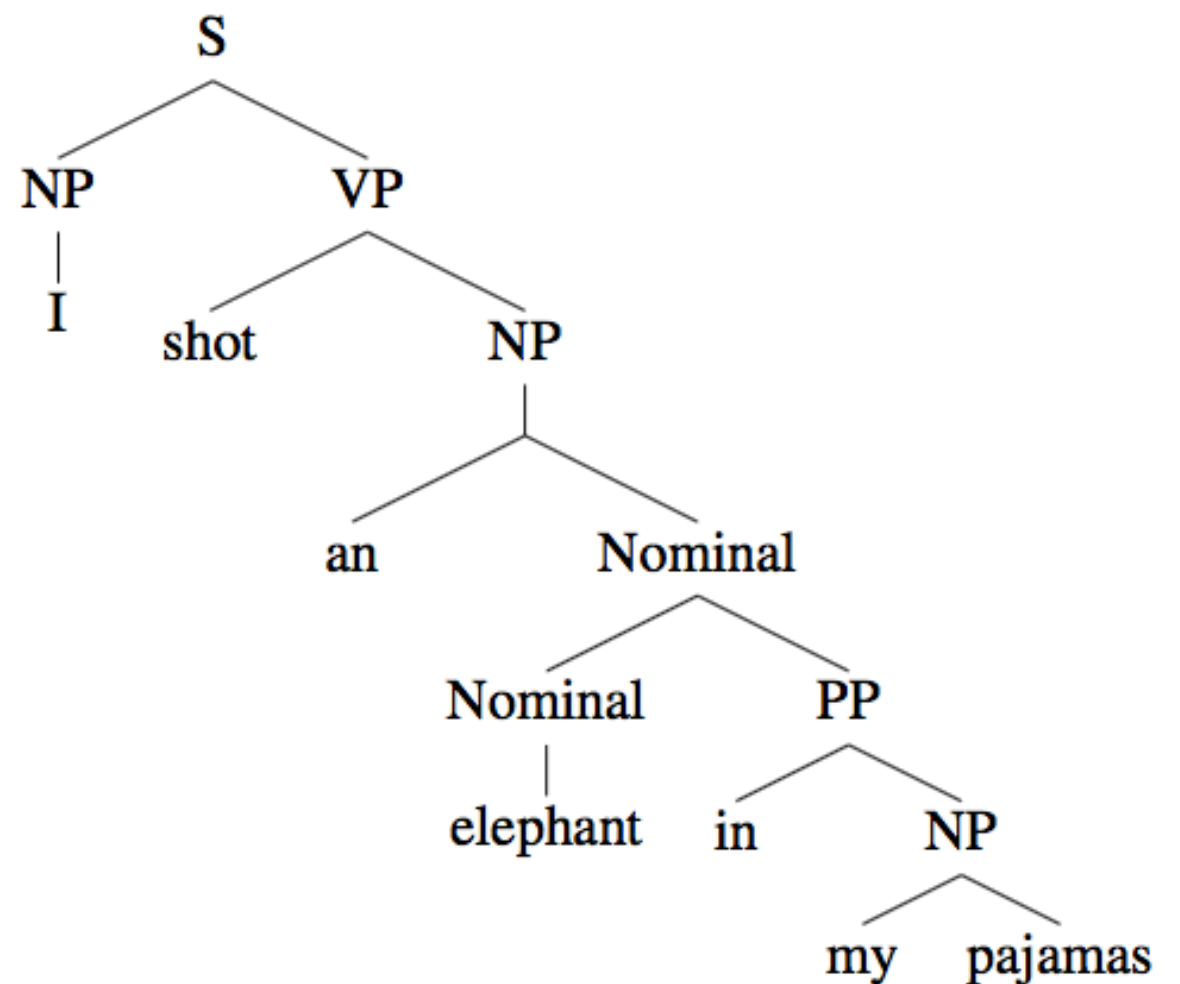 S
NP VP
I
shot NP
an Nominal
Nominal PP
elephant in NP
my pajamas